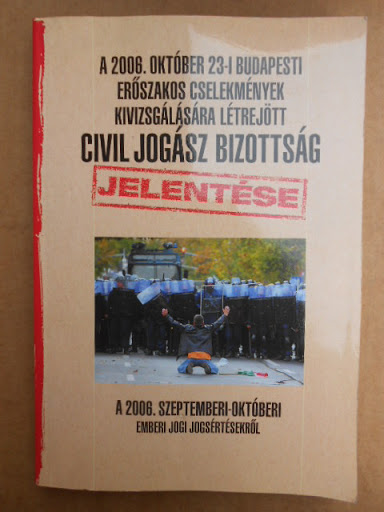 A 2006. OKTÓBER 23-I BUDAPESTI
ERŐSZAKOS CSELEKMÉNYEK
KIVIZSGÁLÁSÁRA LÉTREJÖTT
CIVIL JOGÁSZ BIZOTTSÁG
JELENTÉSE
A 2006. SZEPTEMBERI-OKTÓBERI
EMBERI JOGI JOGSÉRTÉSEKRŐL